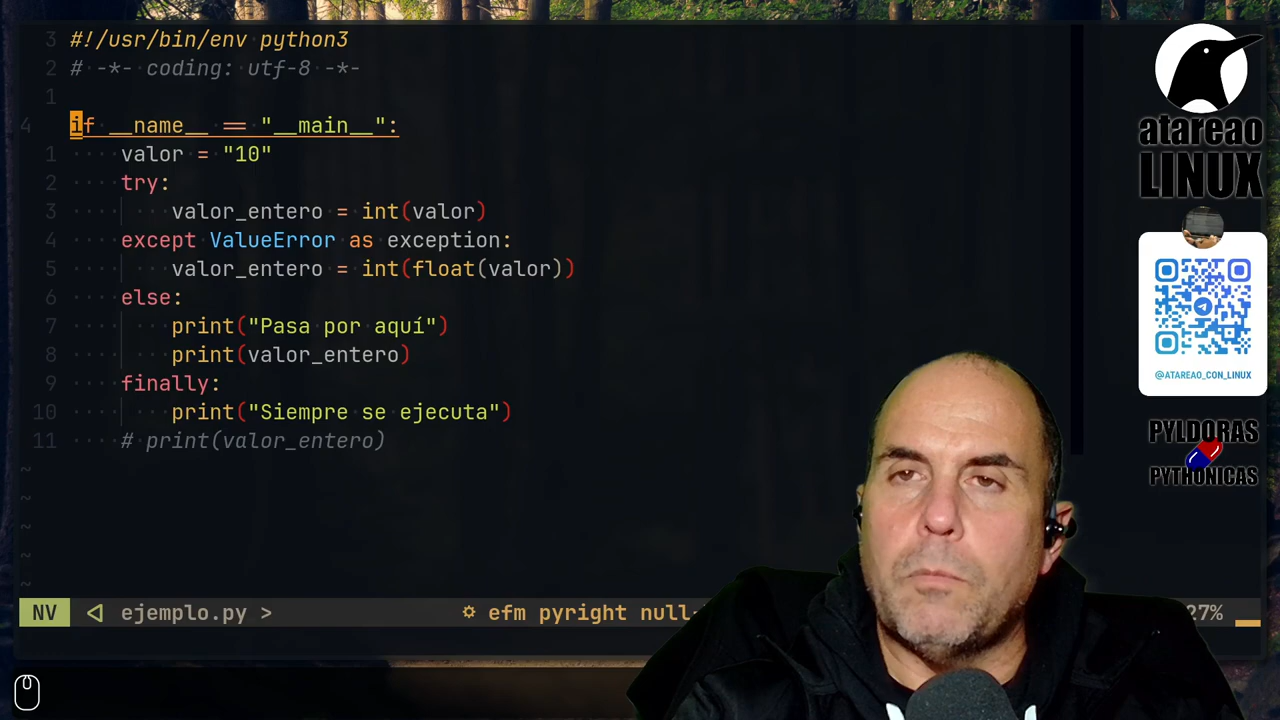 3 #!/usr/bin/env python3
2 # -*- coding: utf-8 -*-
1
4 if __name__ == "__main__":
1 valor = "10"
2 try:
3 valor_entero = int(valor)
4 except ValueError as exception:
5 valor_entero = int(float(valor))
6 else:
7 print("Pasa por aquí")
8 print(valor_entero)
9 finally:
10 print("Siempre se ejecuta")
11 # print(valor_entero)
~
~
~
~
~
NV ejemplo.py > efm pyright null- 27%
atareao
LINUX
@ATAREAO_CON_LINUX
PYLDORAS
PYTHONICAS